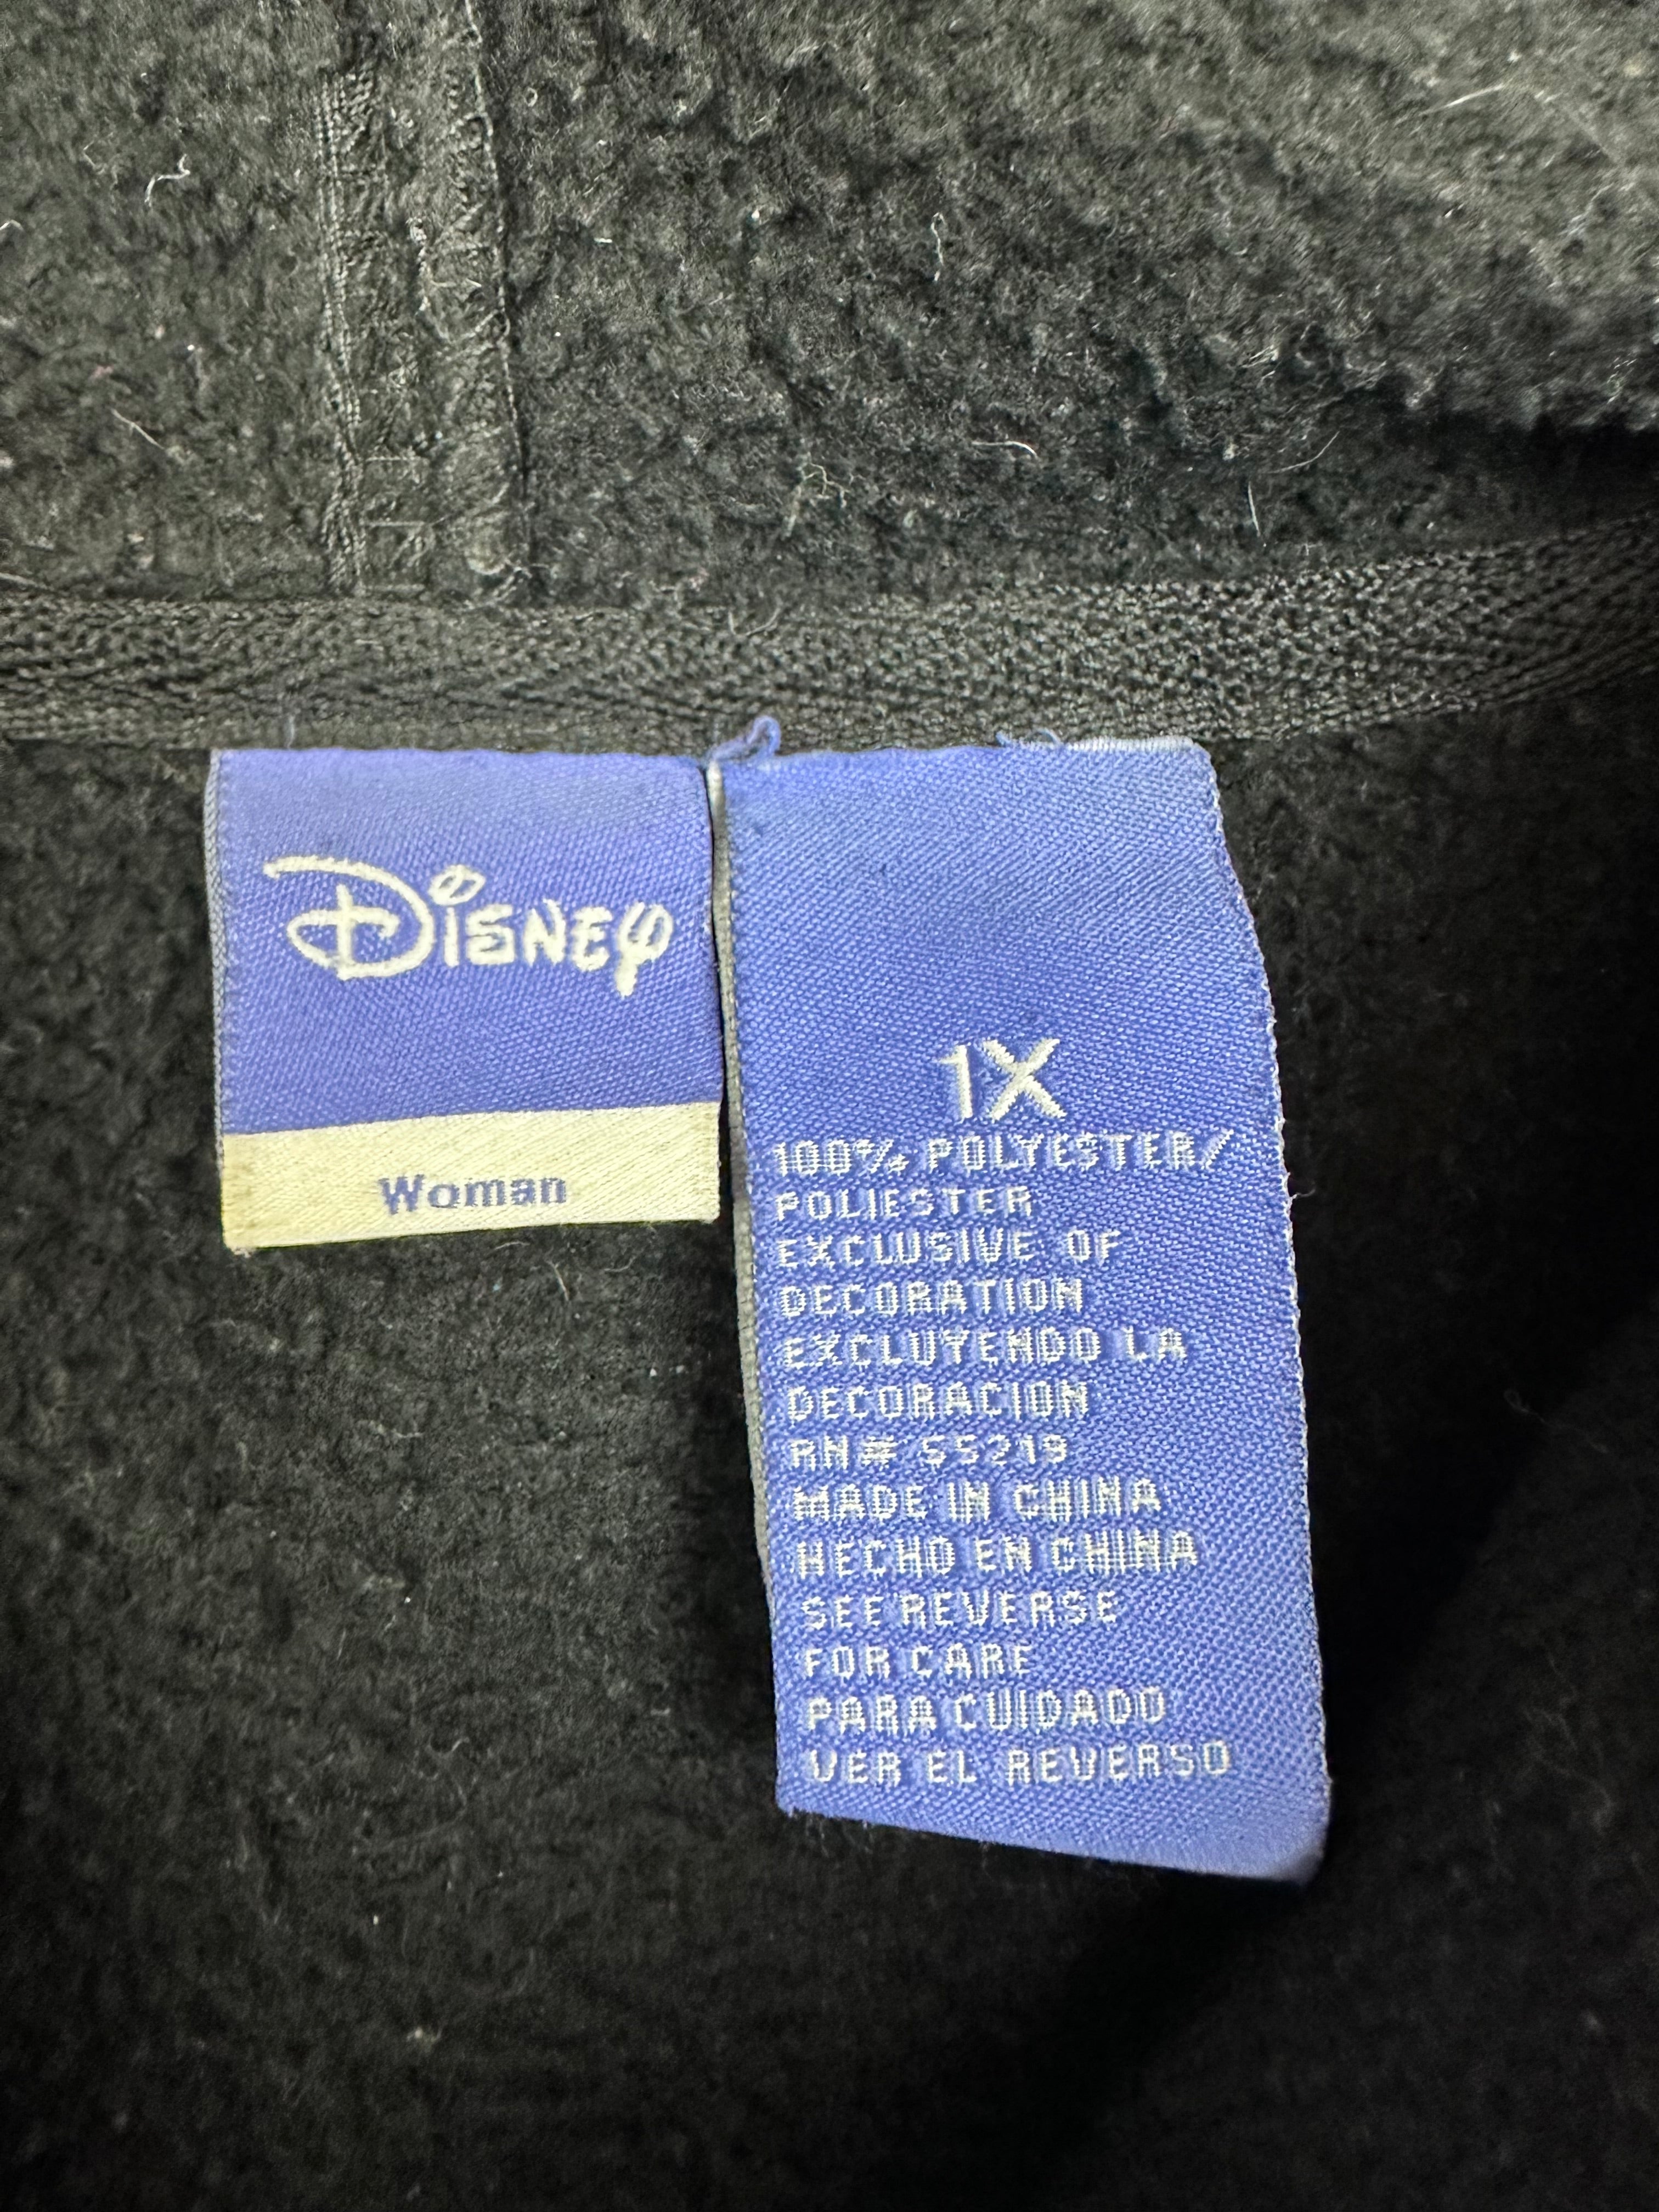 Disney
Woman
1X
100% POLYESTER/
POLIESTER
EXCLUSIVE OF
DECORATION
EXCLUYENDO LA
DECORACION
RN# 55219
MADE IN CHINA
HECHO EN CHINA
SEE REVERSE
FOR CARE
PARA CUIDADO
VER EL REVERSO